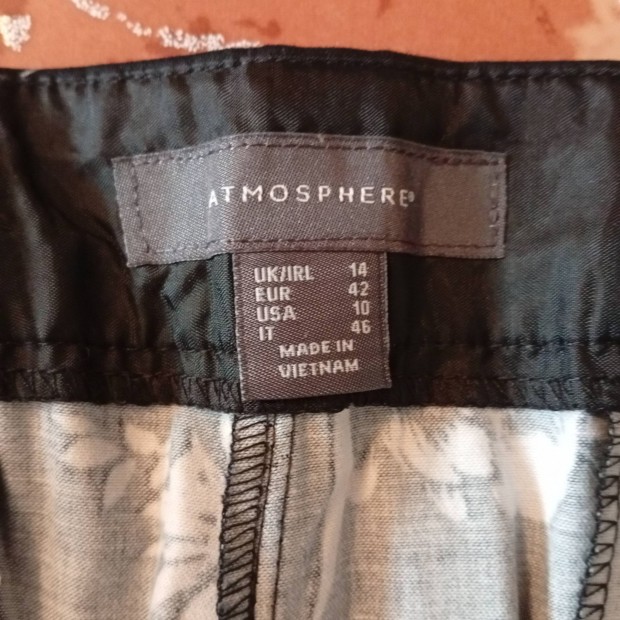 ATMOSPHERE®
UK/IRL 14
EUR 42
USA 10
IT 46
MADE IN
VIETNAM